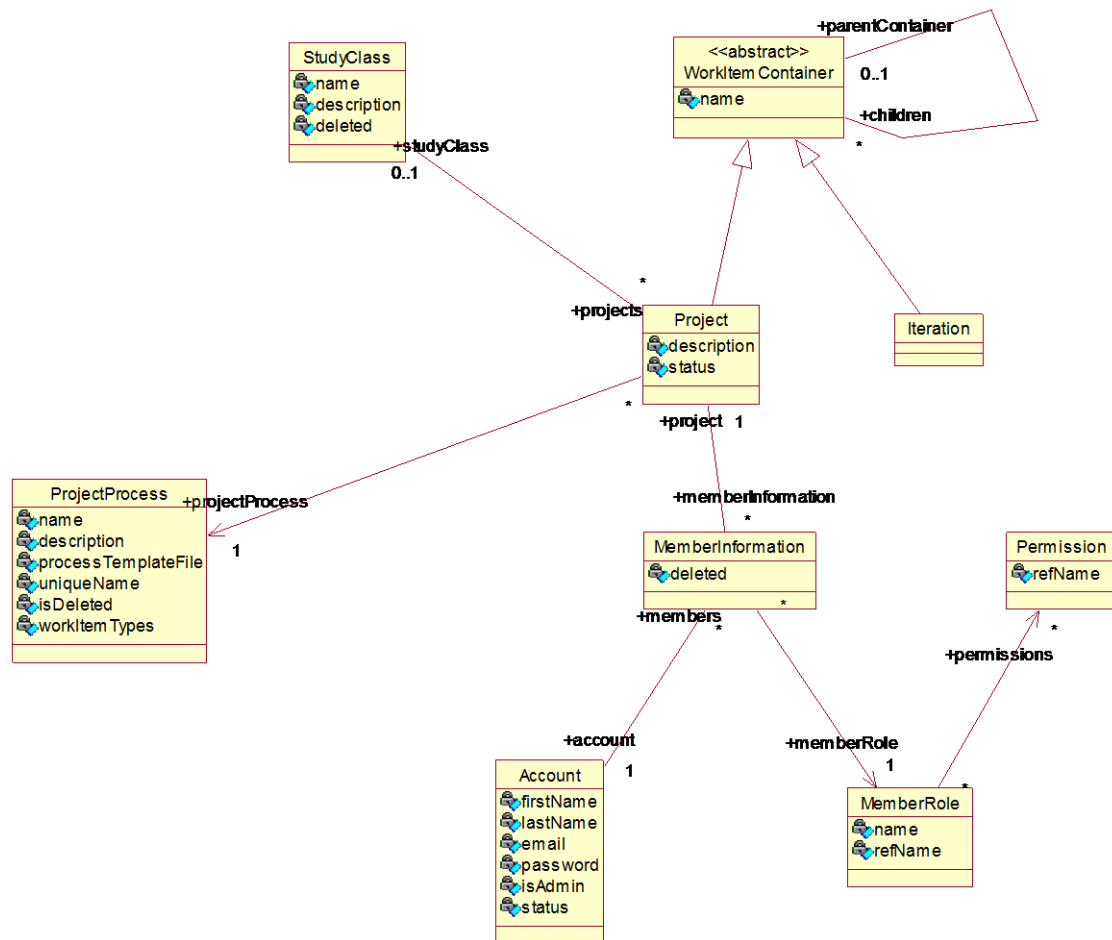 +parentContainer
<<abstract>>
StudyClass
WorkItemContainer
0..1
name
name
description
+children
deleted
+studyClass
*
0..1
*
+projects
Project
Iteration
description
status
*
+project 1
ProjectProcess
+projectProcess
name
+memberInformation
description
*
1
processTemplateFile
MemberInformation
Permission
uniqueName
deleted
refName
isDeleted
*
workItemTypes
+members
*
*
+permissions
+account
+memberRole
1
1
Account
*
firstName
MemberRole
lastName
name
email
refName
password
isAdmin
status